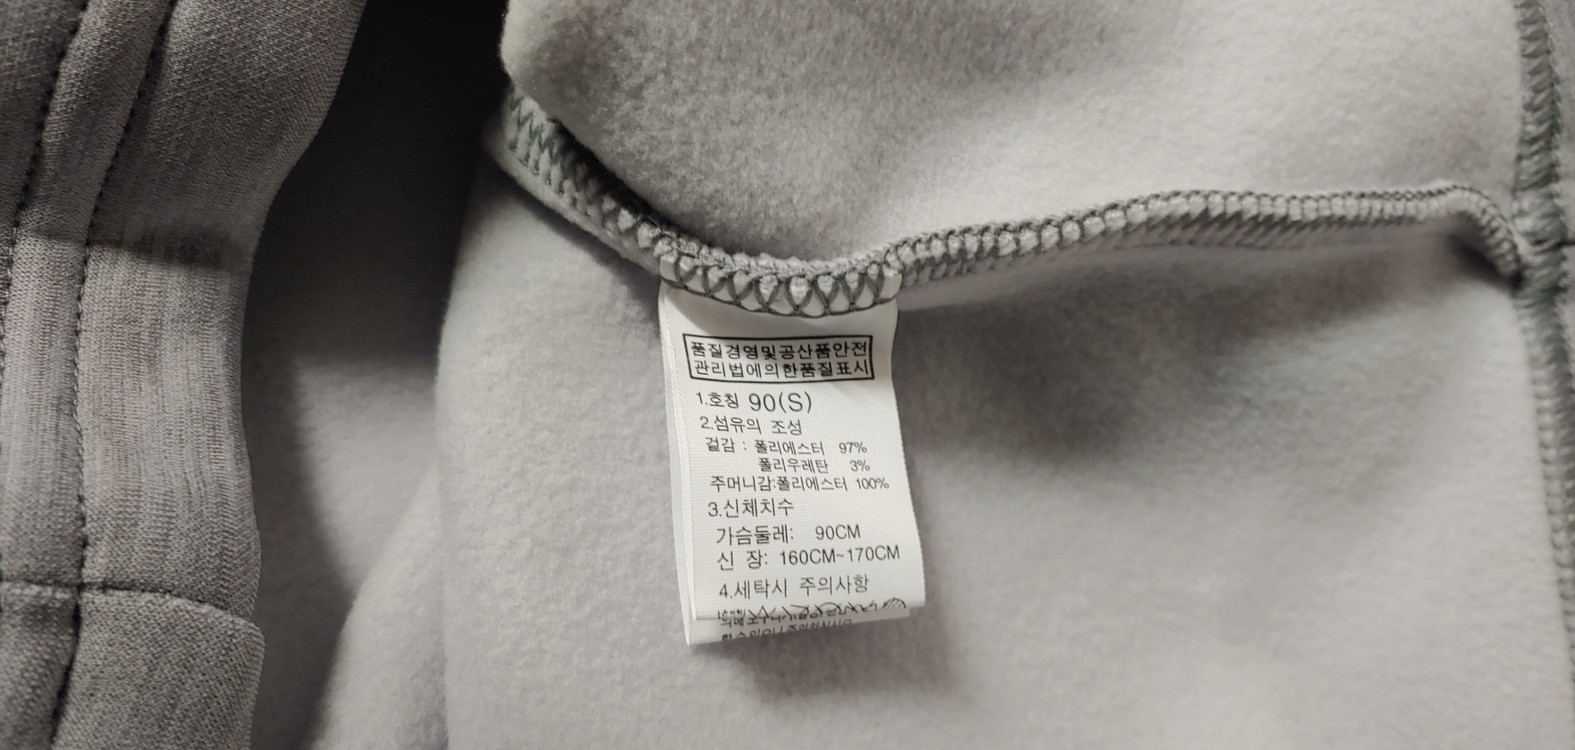 품질경영및공산품안전
관리법에의한품질표시
1.호칭 90(S)
2.섬유의 조성
겉감 : 폴리에스터 97%
폴리우레탄 3%
주머니감:폴리에스터 100%
3.신체치수
가슴둘레: 90CM
신 장: 160CM~170CM
4.세탁시 주의사항